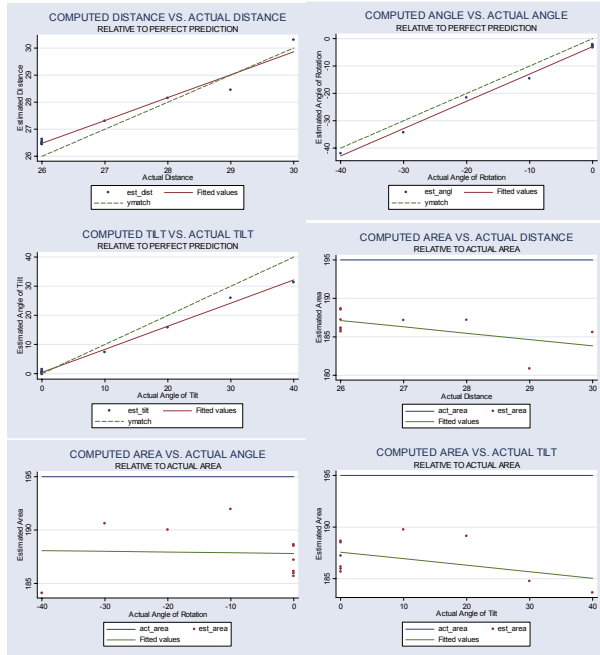 COMPUTED DISTANCE VS. ACTUAL DISTANCE
RELATIVE TO PERFECT PREDICTION
Estimated Distance
26 27 28 29 30
26 27 28 29 30
Actual Distance
est_dist Fitted values
ymatch
COMPUTED ANGLE VS. ACTUAL ANGLE
RELATIVE TO PERFECT PREDICTION
Estimated Angle of Rotation
-40 -30 -20 -10 0
-40 -30 -20 -10 0
Actual Angle of Rotation
est_angl Fitted values
ymatch
COMPUTED TILT VS. ACTUAL TILT
RELATIVE TO PERFECT PREDICTION
Estimated Angle of Tilt
0 10 20 30 40
0 10 20 30 40
Actual Angle of Tilt
est_tilt Fitted values
ymatch
COMPUTED AREA VS. ACTUAL DISTANCE
RELATIVE TO ACTUAL AREA
Estimated Area
180 185 190 195
26 27 28 29 30
Actual Distance
act_area est_area
Fitted values
COMPUTED AREA VS. ACTUAL ANGLE
RELATIVE TO ACTUAL AREA
Estimated Area
185 190 195
-40 -30 -20 -10 0
Actual Angle of Rotation
act_area est_area
Fitted values
COMPUTED AREA VS. ACTUAL TILT
RELATIVE TO ACTUAL AREA
Estimated Area
185 190 195
0 10 20 30 40
Actual Angle of Tilt
act_area est_area
Fitted values